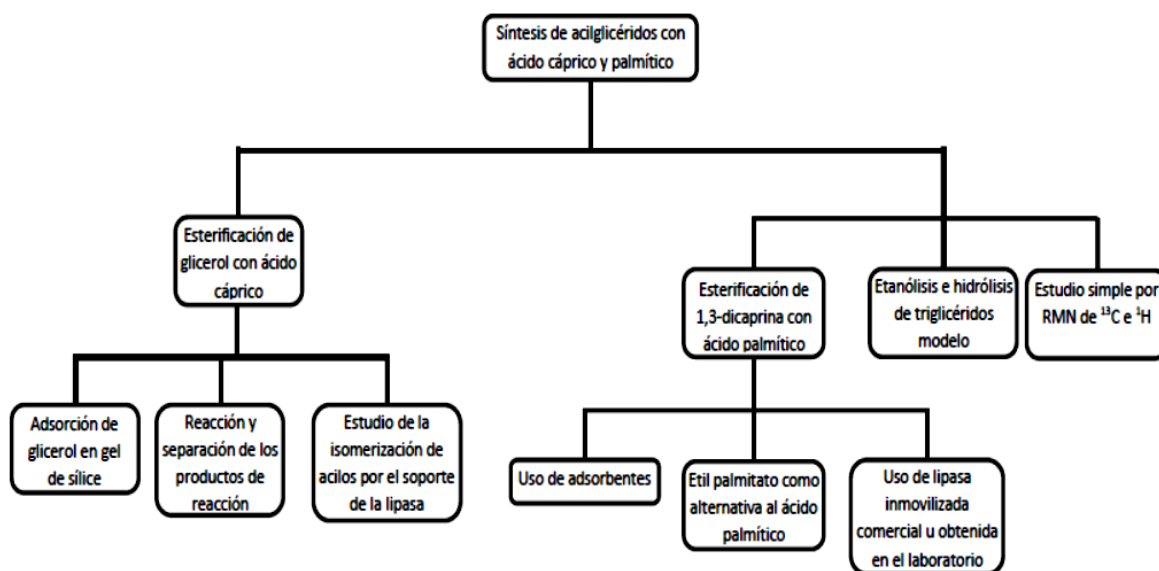 Síntesis de acilglicéridos con
ácido cáprico y palmítico
Esterificación de
glicerol con ácido
cáprico
Esterificación de
1,3-dicaprina con
ácido palmítico
Etanólisis e hidrólisis
de triglicéridos
modelo
Estudio simple por
RMN de ¹³C e ¹H
Adsorción de
glicerol en gel
de sílice
Reacción y
separación de los
productos de
reacción
Estudio de la
isomerización de
acilos por el soporte
de la lipasa
Uso de adsorbentes
Etil palmitato como
alternativa al ácido
palmítico
Uso de lipasa
inmovilizada
comercial u obtenida
en el laboratorio